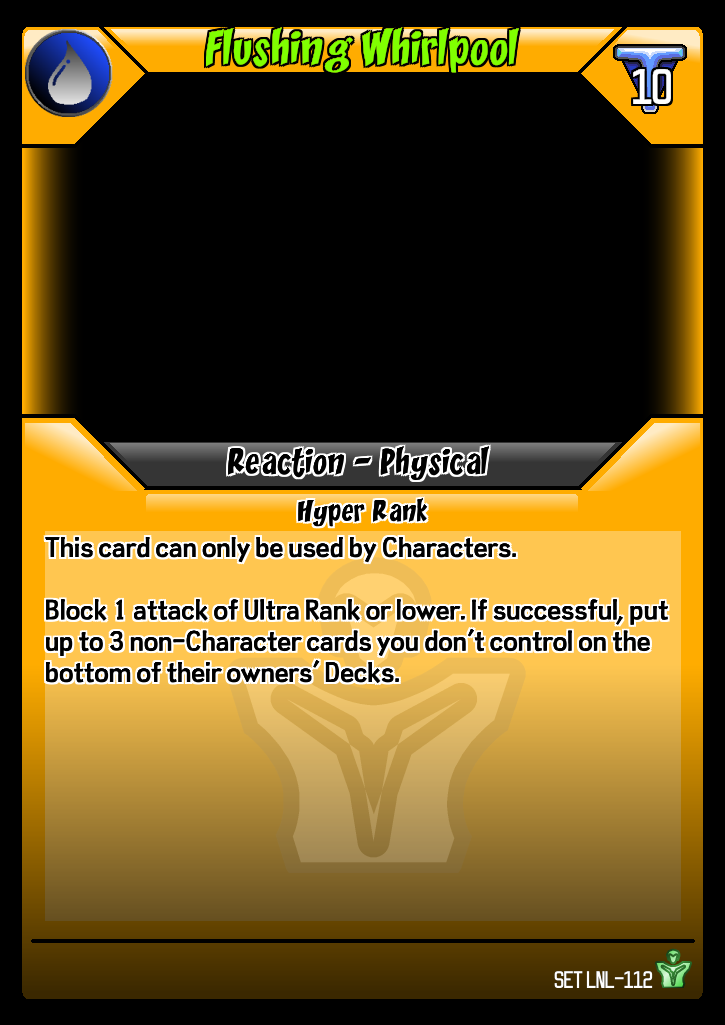 Flushing Whirlpool
10
Reaction - Physical
Hyper Rank
This card can only be used by Characters.
Block 1 attack of Ultra Rank or lower. If successful, put
up to 3 non-Character cards you don't control on the
bottom of their owners' Decks.
SET LNL-112